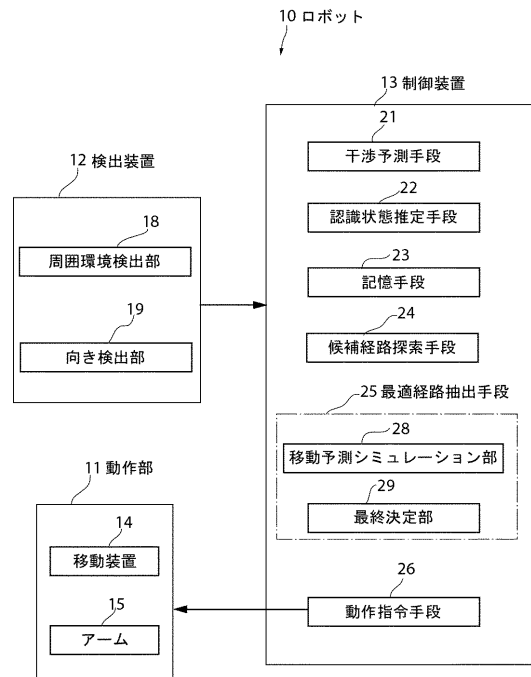 10 ロボット
13 制御装置
21
干渉予測手段
12 検出装置
22
認識状態推定手段
18
周囲環境検出部
23
記憶手段
19
向き検出部
24
候補経路探索手段
25 最適経路抽出手段
28
移動予測シミュレーション部
29
最終決定部
11 動作部
14
移動装置
26
動作指令手段
15
アーム